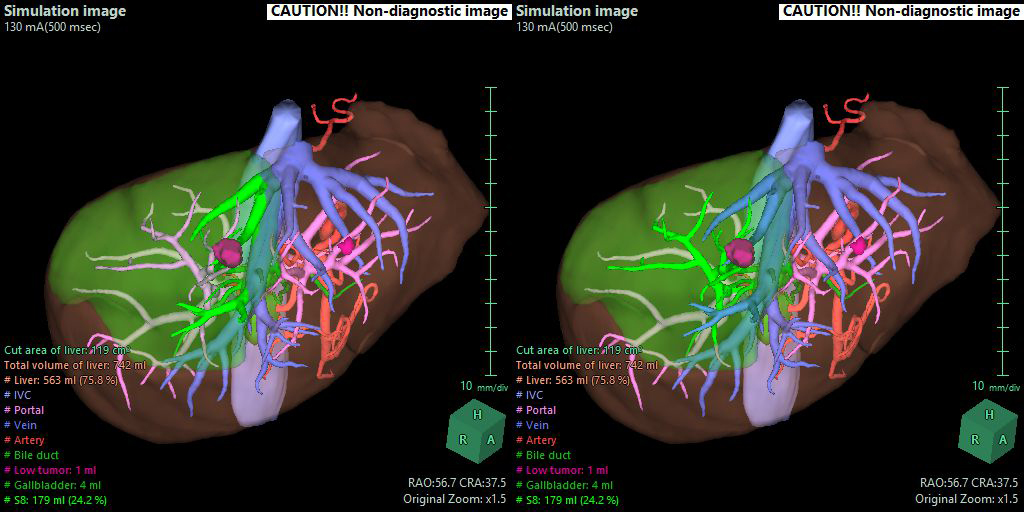 Simulation image
CAUTION!! Non-diagnostic image
130 mA(500 msec)
Cut area of liver: 119 cm²
Total volume of liver: 742 ml
# Liver: 563 ml (75.8 %)
# IVC
# Portal
# Vein
# Artery
# Bile duct
# Low tumor: 1 ml
# Gallbladder: 4 ml
# S8: 179 ml (24.2 %)
10 mm/div
H
R A
RAO:56.7 CRA:37.5
Original Zoom: x1.5
Simulation image
CAUTION!! Non-diagnostic image
130 mA(500 msec)
Cut area of liver: 119 cm²
Total volume of liver: 742 ml
# Liver: 563 ml (75.8 %)
# IVC
# Portal
# Vein
# Artery
# Bile duct
# Low tumor: 1 ml
# Gallbladder: 4 ml
# S8: 179 ml (24.2 %)
10 mm/div
H
R A
RAO:56.7 CRA:37.5
Original Zoom: x1.5